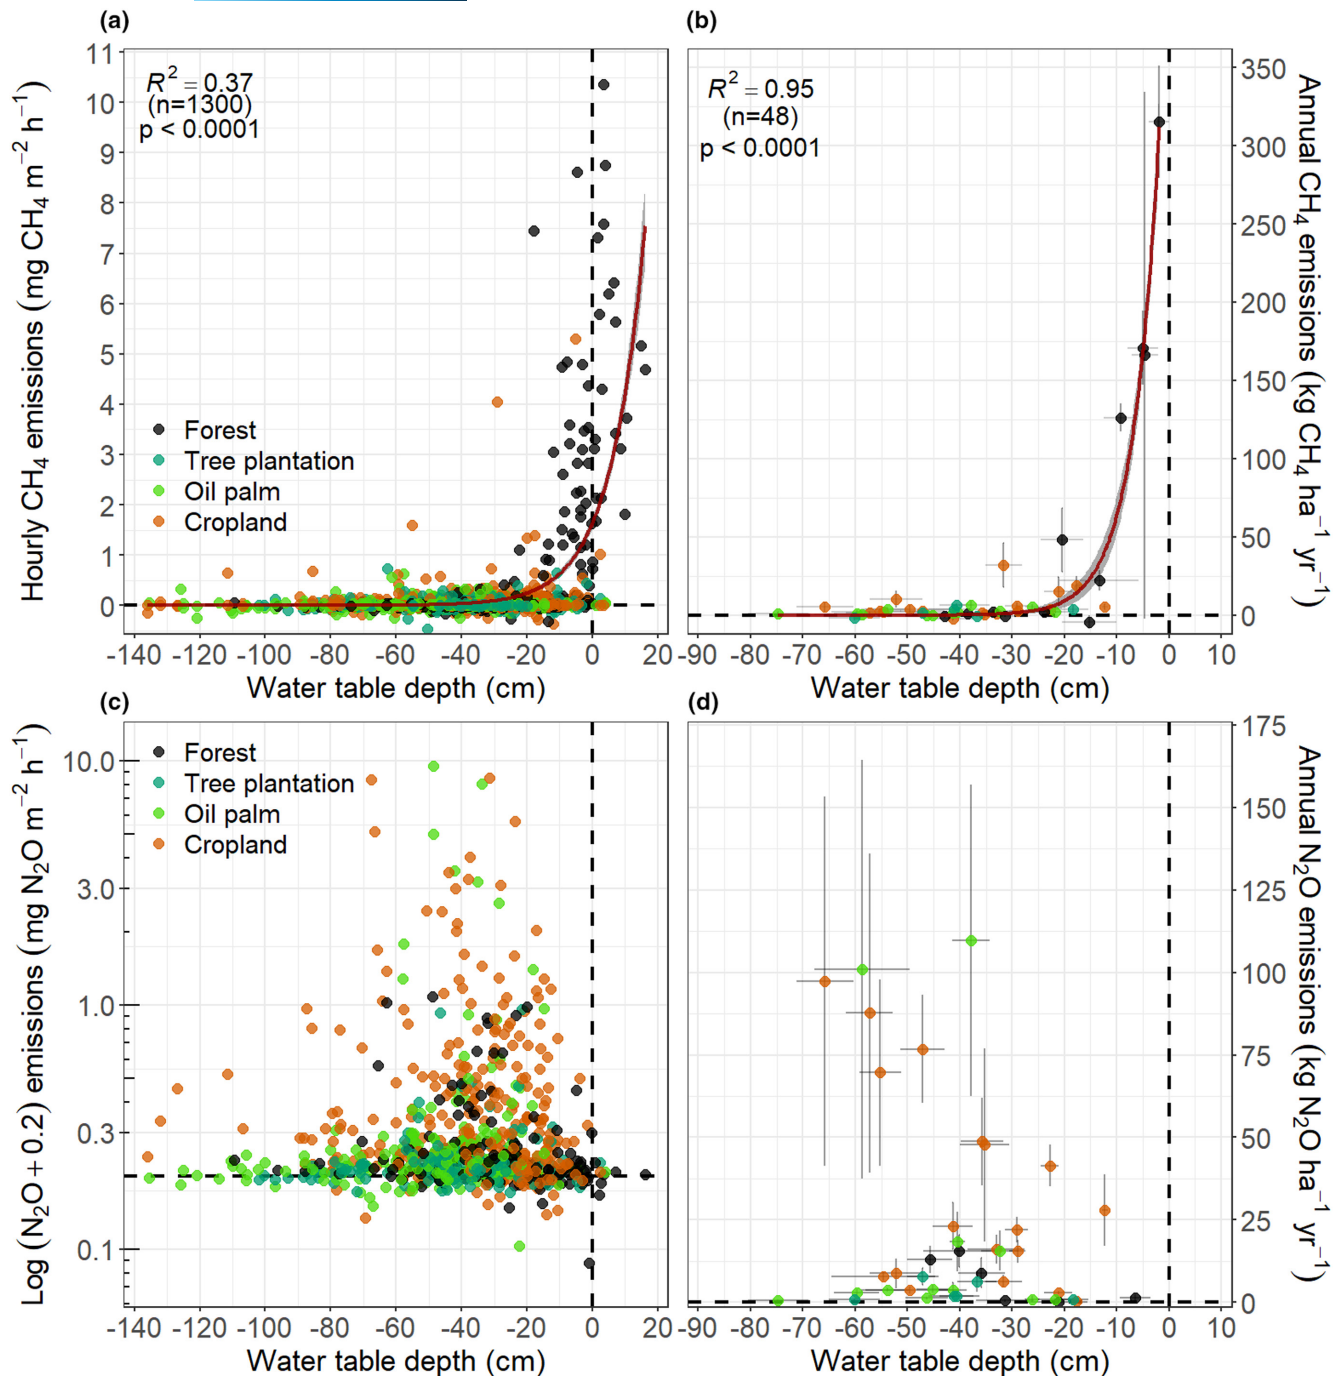 (a)
R² = 0.37
(n=1300)
p < 0.0001
Hourly CH₄ emissions (mg CH₄ m⁻² h⁻¹)
11
10
9
8
7
6
5
4
3
2
1
0
Forest
Tree plantation
Oil palm
Cropland
-140 -120 -100 -80 -60 -40 -20 0 20
Water table depth (cm)
(b)
R² = 0.95
(n=48)
p < 0.0001
350
300
250
200
150
100
50
0
Annual CH₄ emissions (kg CH₄ ha⁻¹ yr⁻¹)
-90 -80 -70 -60 -50 -40 -30 -20 -10 0 10
Water table depth (cm)
(c)
Log (N₂O + 0.2) emissions (mg N₂O m⁻² h⁻¹)
10.0
3.0
1.0
0.3
0.1
Forest
Tree plantation
Oil palm
Cropland
-140 -120 -100 -80 -60 -40 -20 0 20
Water table depth (cm)
(d)
175
150
125
100
75
50
25
0
Annual N₂O emissions (kg N₂O ha⁻¹ yr⁻¹)
-90 -80 -70 -60 -50 -40 -30 -20 -10 0 10
Water table depth (cm)